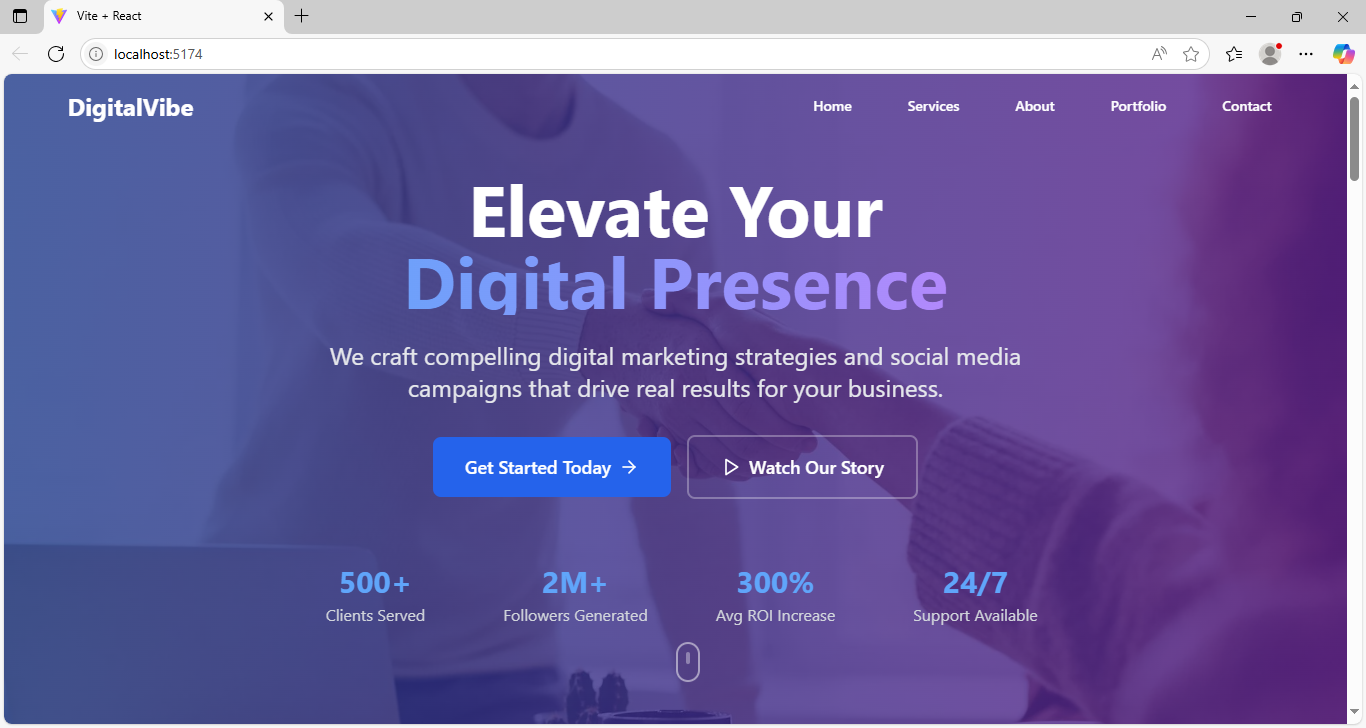 Vite + React
localhost:5174
DigitalVibe
Home Services About Portfolio Contact
Elevate Your
Digital Presence
We craft compelling digital marketing strategies and social media
campaigns that drive real results for your business.
Get Started Today → Watch Our Story
500+ 2M+ 300% 24/7
Clients Served Followers Generated Avg ROI Increase Support Available